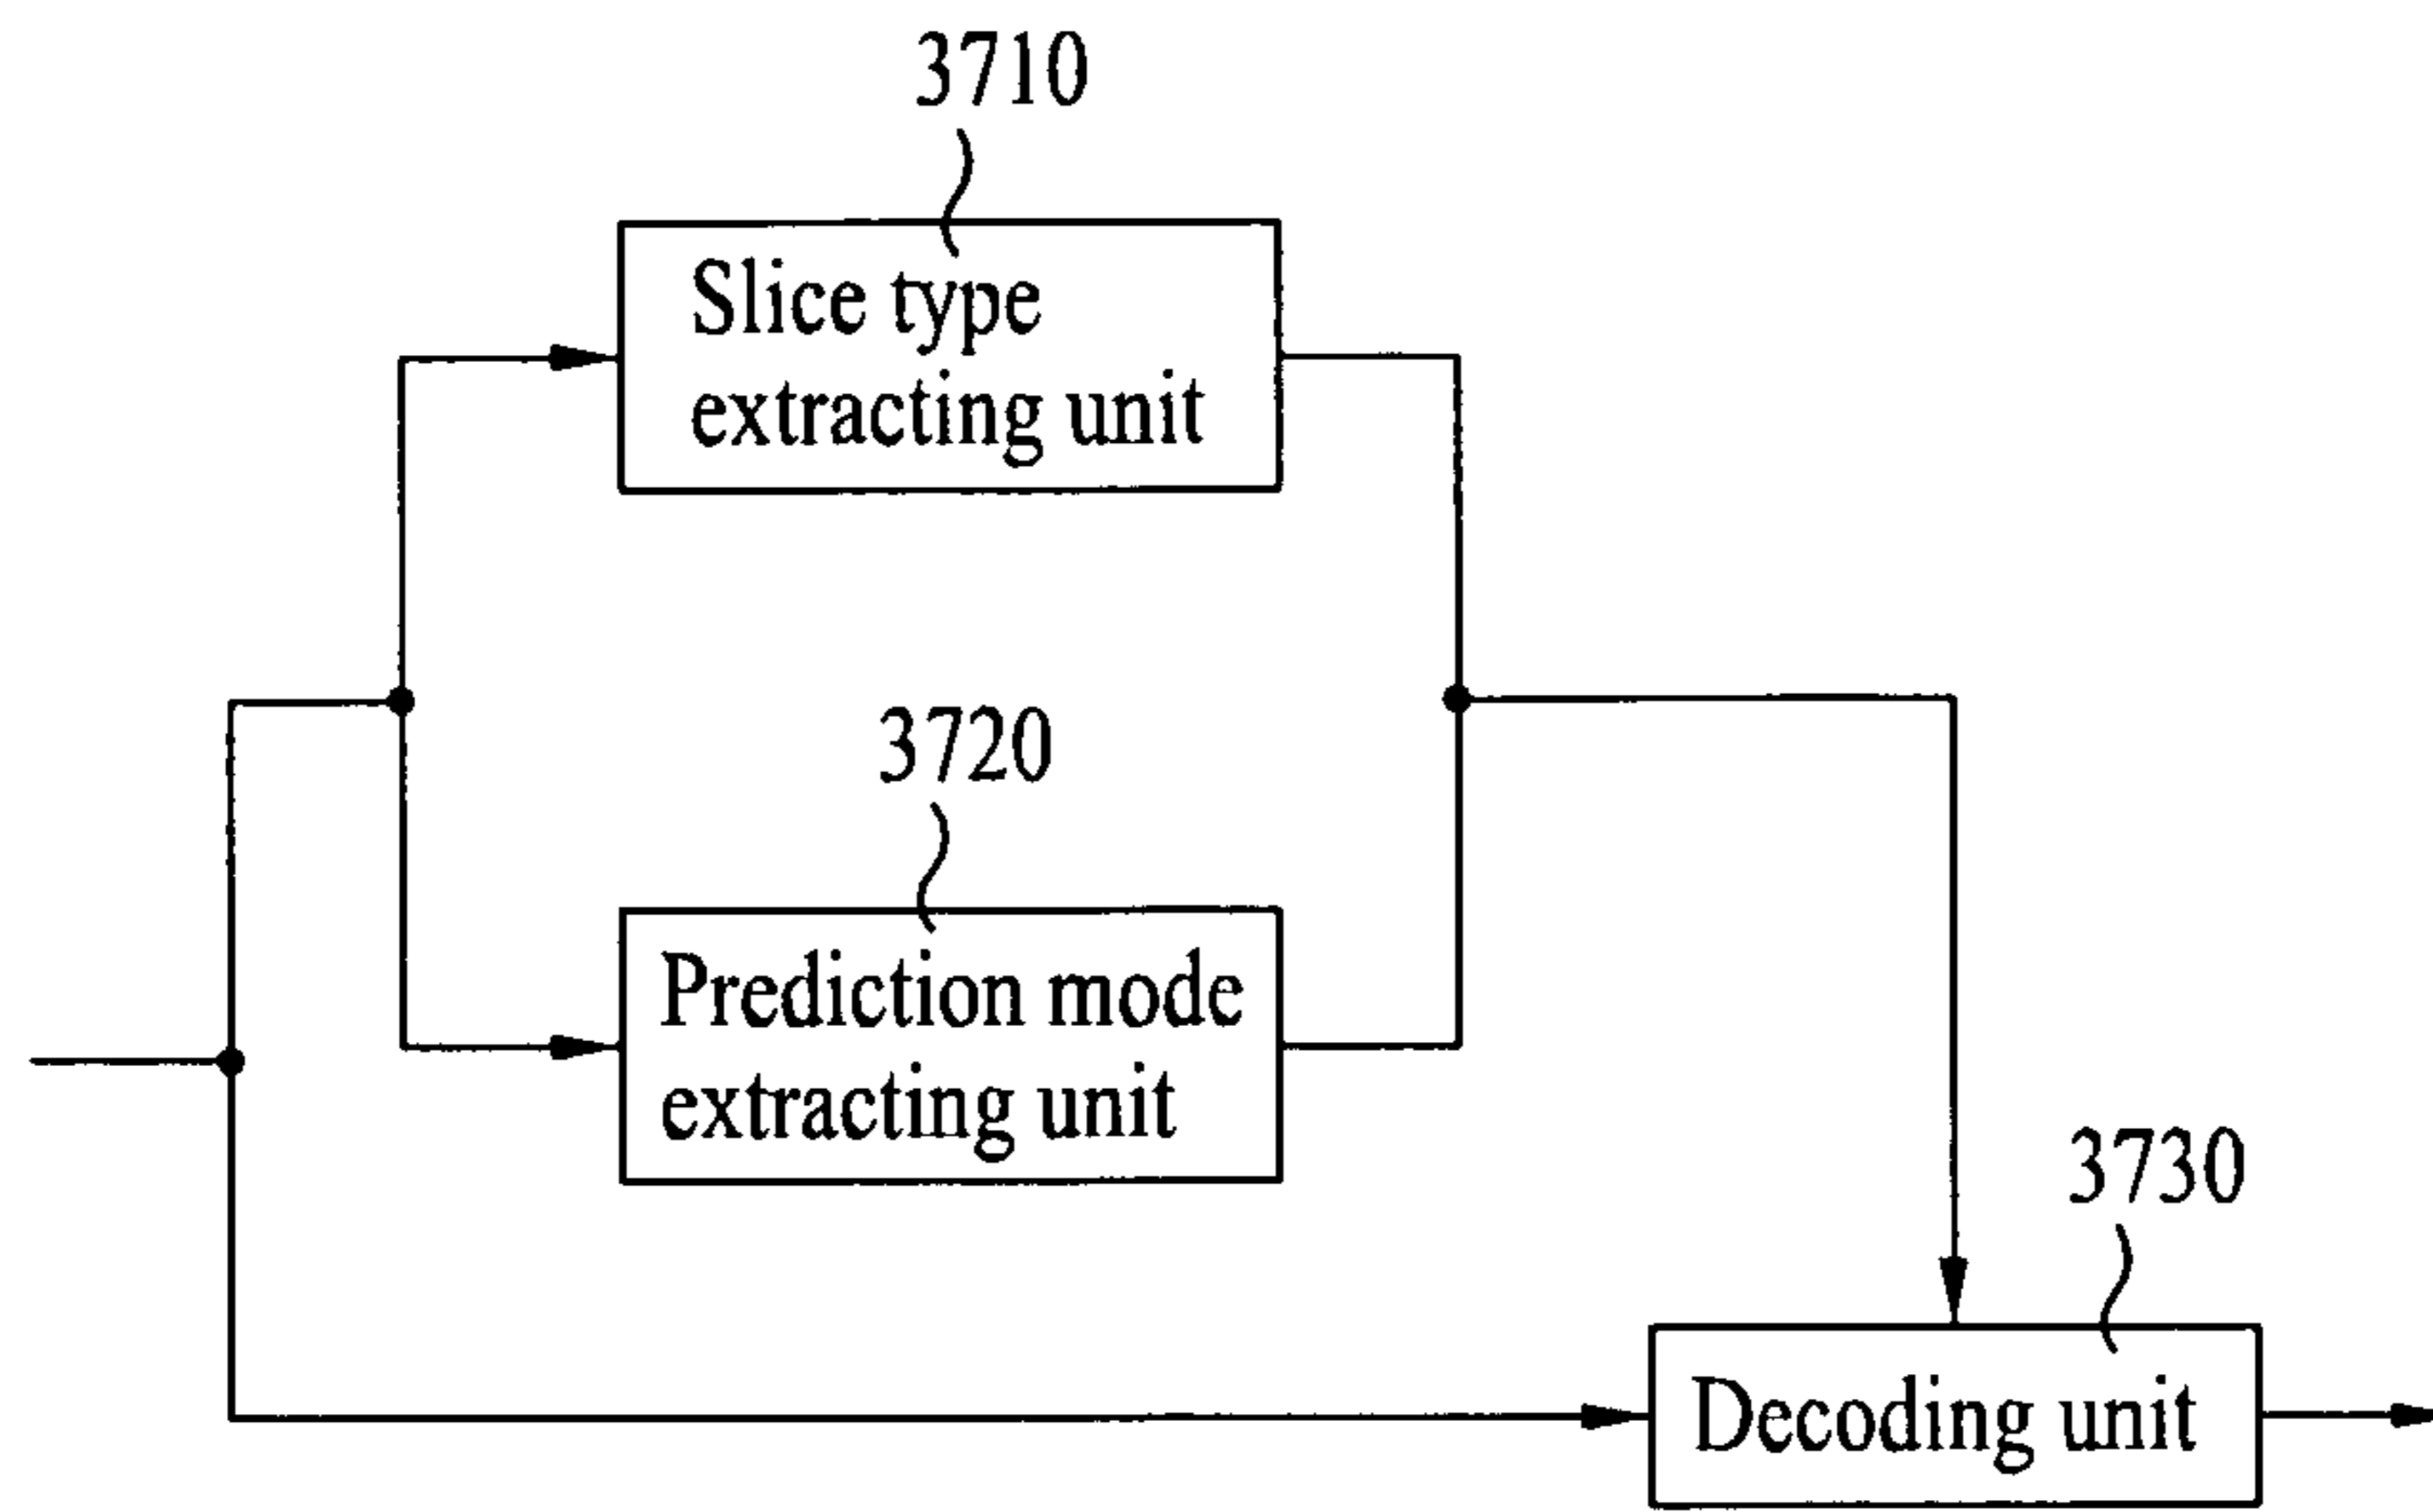 3710
Slice type
extracting unit
3720
Prediction mode
extracting unit
3730
Decoding unit